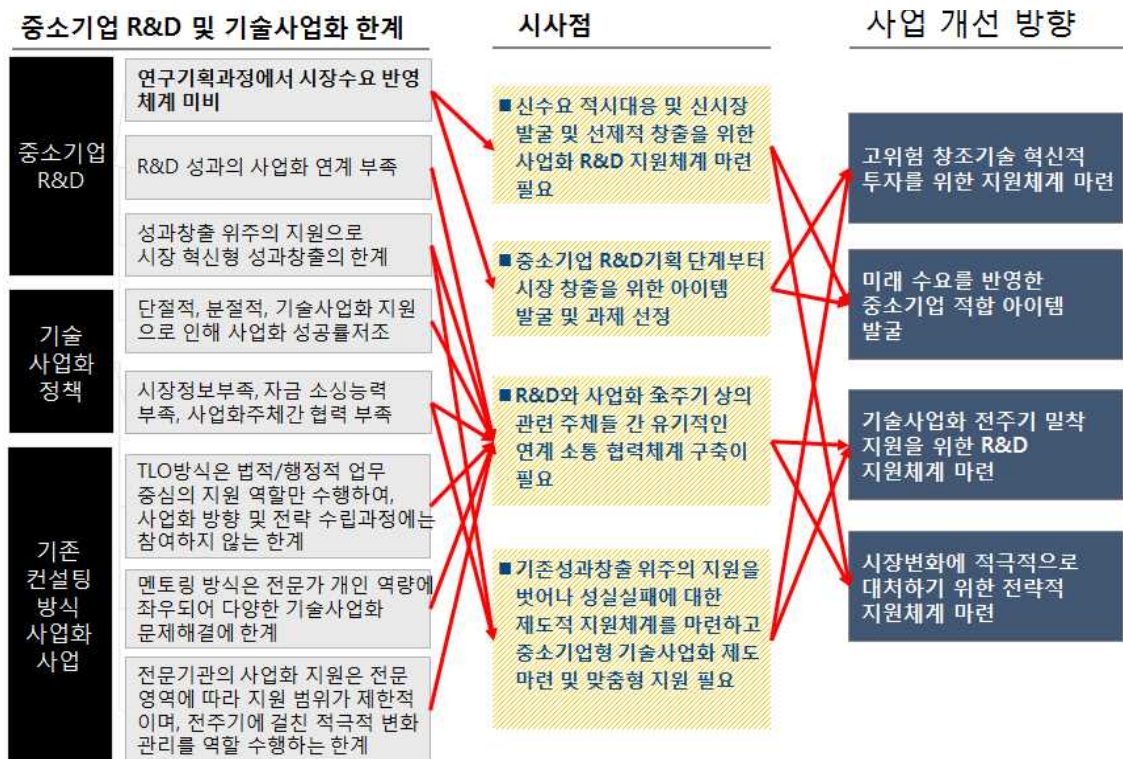 중소기업 R&D 및 기술사업화 한계
시사점
사업 개선 방향
중소기업
R&D
연구기획과정에서 시장수요 반영
체계 미비
R&D 성과의 사업화 연계 부족
성과창출 위주의 지원으로
시장 혁신형 성과창출의 한계
기술
사업화
정책
단절적, 분절적, 기술사업화 지원
으로 인해 사업화 성공률저조
시장정보부족, 자금 소싱능력
부족, 사업화주체간 협력 부족
기존
컨설팅
방식
사업화
사업
TLO방식은 법적/행정적 업무
중심의 지원 역할만 수행하여,
사업화 방향 및 전략 수립과정에는
참여하지 않는 한계
멘토링 방식은 전문가 개인 역량에
좌우되어 다양한 기술사업화
문제해결에 한계
전문기관의 사업화 지원은 전문
영역에 따라 지원 범위가 제한적
이며, 전주기에 걸친 적극적 변화
관리를 역할 수행하는 한계
■ 신수요 적시대응 및 신시장
발굴 및 선제적 창출을 위한
사업화 R&D 지원체계 마련
필요
■ 중소기업 R&D기획 단계부터
시장 창출을 위한 아이템
발굴 및 과제 선정
■ R&D와 사업화 全주기 상의
관련 주체들 간 유기적인
연계 소통 협력체계 구축이
필요
■ 기존성과창출 위주의 지원을
벗어나 성실실패에 대한
제도적 지원체계를 마련하고
중소기업형 기술사업화 제도
마련 및 맞춤형 지원 필요
고위험 창조기술 혁신적
투자를 위한 지원체계 마련
미래 수요를 반영한
중소기업 적합 아이템
발굴
기술사업화 전주기 밀착
지원을 위한 R&D
지원체계 마련
시장변화에 적극적으로
대처하기 위한 전략적
지원체계 마련